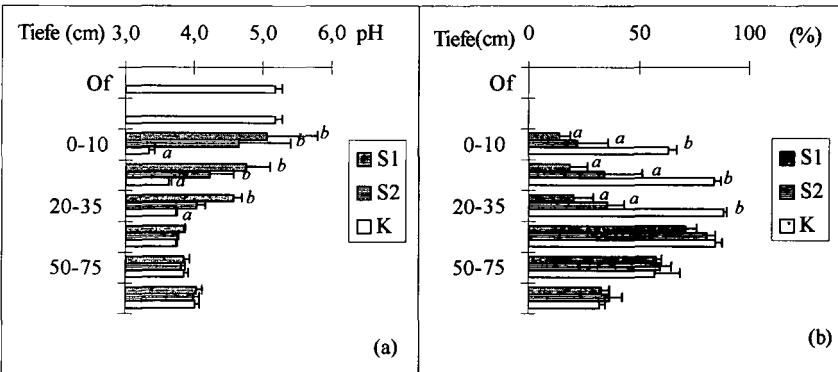 Tiefe (cm) 3,0 4,0 5,0 6,0 pH
Of
0-10
20-35
50-75
b
b
a
b
b
a
b
a
S1
S2
K
(a)
Tiefe(cm) 0 50 100 (%)
Of
0-10
20-35
50-75
a
a
b
a
a
b
a
a
b
S1
S2
K
(b)